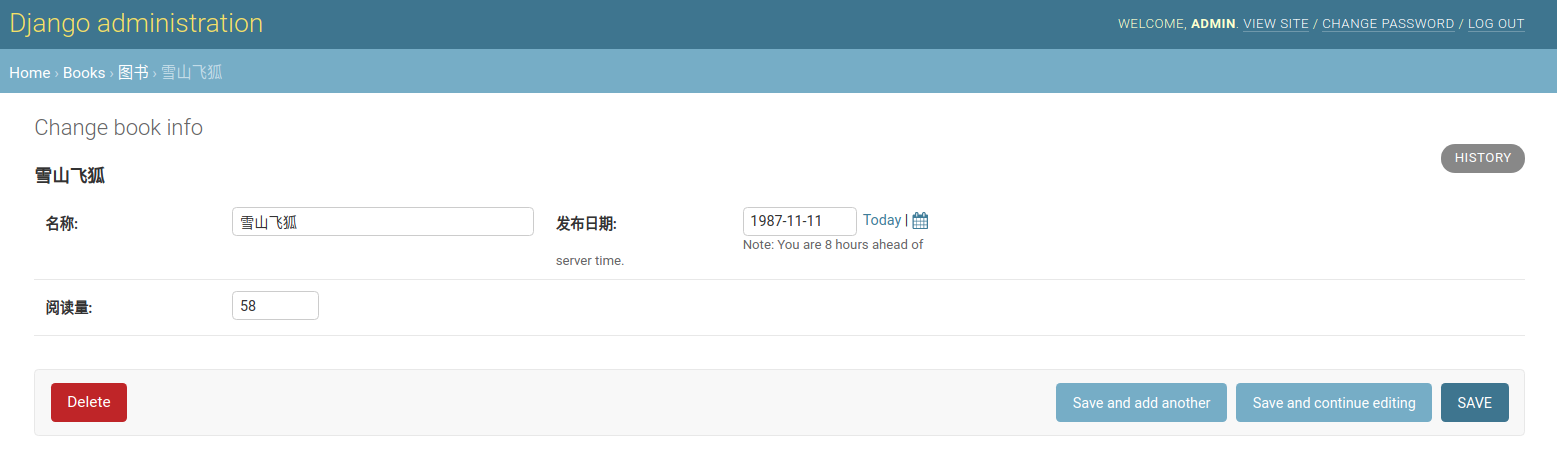 Django administration
WELCOME, ADMIN. VIEW SITE / CHANGE PASSWORD / LOG OUT
Home › Books › 图书 › 雪山飞狐
Change book info
HISTORY
雪山飞狐
名称: 雪山飞狐 发布日期: 1987-11-11 Today |
Note: You are 8 hours ahead of
server time.
阅读量: 58
Delete Save and add another Save and continue editing SAVE